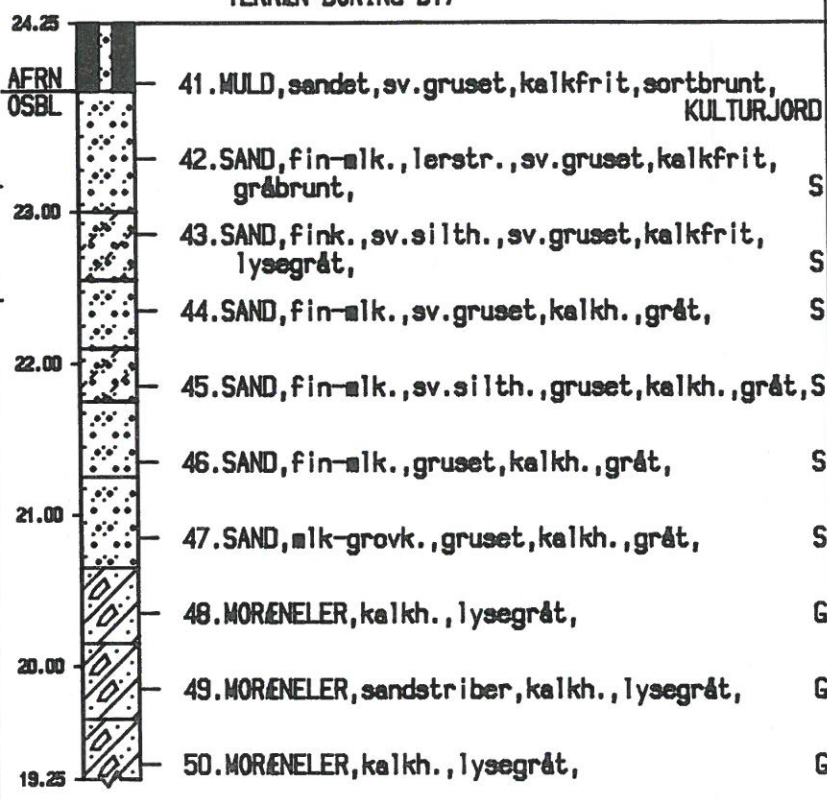 24.25
AFRN
OSBL
41.MULD,sandet,sv.gruset,kalkfrit,sortbrunt,
KULTURJORD
42.SAND,fin-mlk.,lerstr.,sv.gruset,kalkfrit,
gråbrunt, S
23.00
43.SAND,fink.,sv.silth.,sv.gruset,kalkfrit,
lysegråt, S
44.SAND,fin-mlk.,sv.gruset,kalkh.,gråt, S
22.00
45.SAND,fin-mlk.,sv.silth.,gruset,kalkh.,gråt,S
46.SAND,fin-mlk.,gruset,kalkh.,gråt, S
21.00
47.SAND,mlk-grovk.,gruset,kalkh.,gråt, S
48.MORÆNELER,kalkh.,lysegråt, G
20.00
49.MORÆNELER,sandstriber,kalkh.,lysegråt, G
50.MORÆNELER,kalkh.,lysegråt, G
19.25